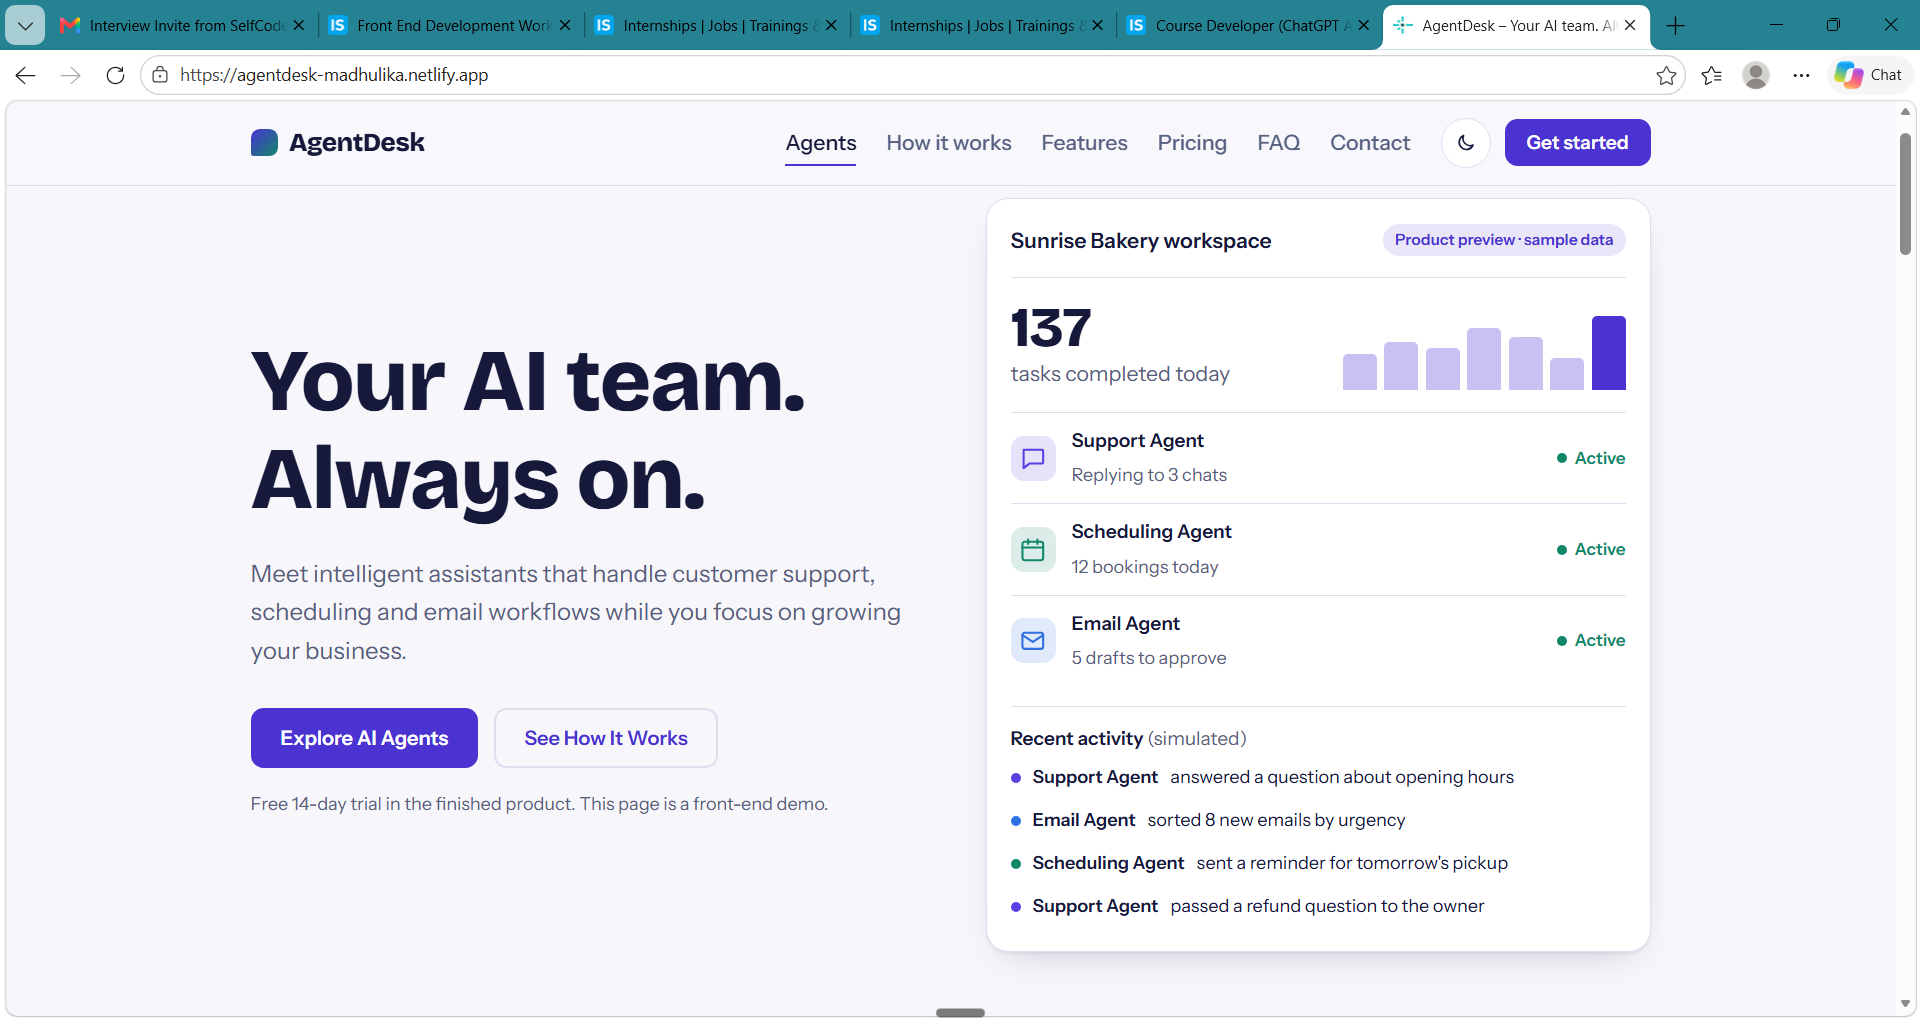 Interview Invite from SelfCode
Front End Development Work
Internships | Jobs | Trainings &
Internships | Jobs | Trainings &
Course Developer (ChatGPT A
AgentDesk – Your AI team. Al
https://agentdesk-madhulika.netlify.app
Chat
AgentDesk
Agents
How it works
Features
Pricing
FAQ
Contact
Get started
Your AI team.
Always on.
Meet intelligent assistants that handle customer support,
scheduling and email workflows while you focus on growing
your business.
Explore AI Agents
See How It Works
Free 14-day trial in the finished product. This page is a front-end demo.
Sunrise Bakery workspace
Product preview · sample data
137
tasks completed today
Support Agent
Replying to 3 chats
Active
Scheduling Agent
12 bookings today
Active
Email Agent
5 drafts to approve
Active
Recent activity (simulated)
Support Agent answered a question about opening hours
Email Agent sorted 8 new emails by urgency
Scheduling Agent sent a reminder for tomorrow's pickup
Support Agent passed a refund question to the owner